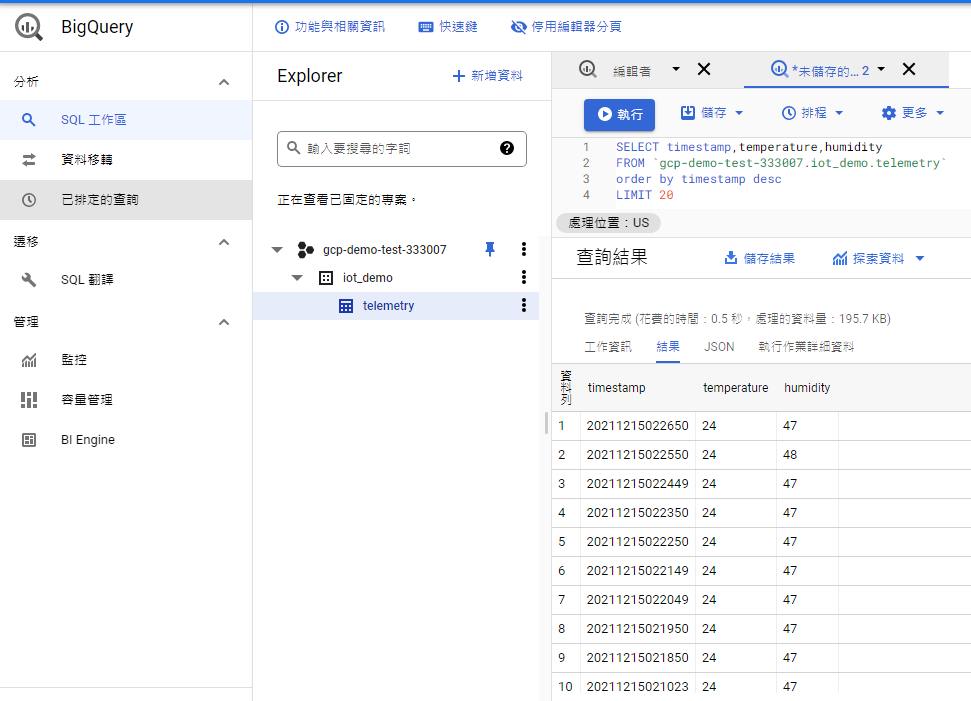 BigQuery
功能與相關資訊
快速鍵
停用編輯器分頁
分析
SQL 工作區
資料移轉
已排定的查詢
遷移
SQL 翻譯
管理
監控
容量管理
BI Engine
Explorer
新增資料
輸入要搜尋的字詞
正在查看已固定的專案。
gcp-demo-test-333007
iot_demo
telemetry
編輯者
*未儲存的... 2
執行
儲存
排程
更多
1 SELECT timestamp,temperature,humidity
2 FROM `gcp-demo-test-333007.iot_demo.telemetry`
3 order by timestamp desc
4 LIMIT 20
處理位置：US
查詢結果
儲存結果
探索資料
查詢完成 (花費的時間：0.5 秒，處理的資料量：195.7 KB)
工作資訊 結果 JSON 執行作業詳細資料
資料列 timestamp temperature humidity
1 20211215022650 24 47
2 20211215022550 24 48
3 20211215022449 24 47
4 20211215022350 24 47
5 20211215022250 24 47
6 20211215022149 24 47
7 20211215022049 24 47
8 20211215021950 24 47
9 20211215021850 24 47
10 20211215021023 24 47